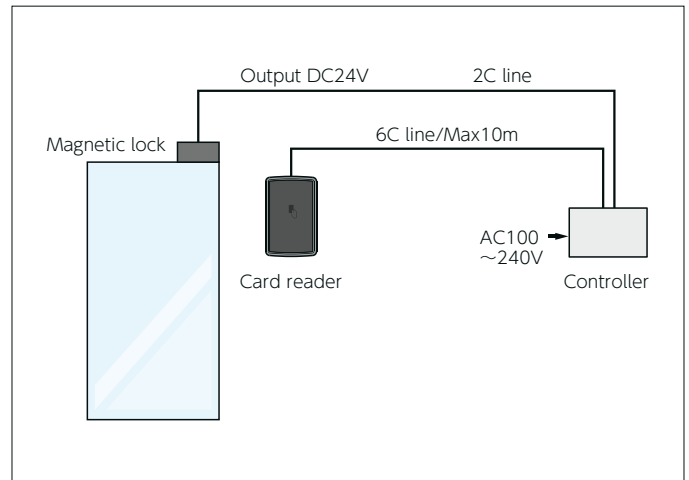 Output DC24V
2C line
6C line/Max10m
Magnetic lock
AC100
～240V
Card reader
Controller